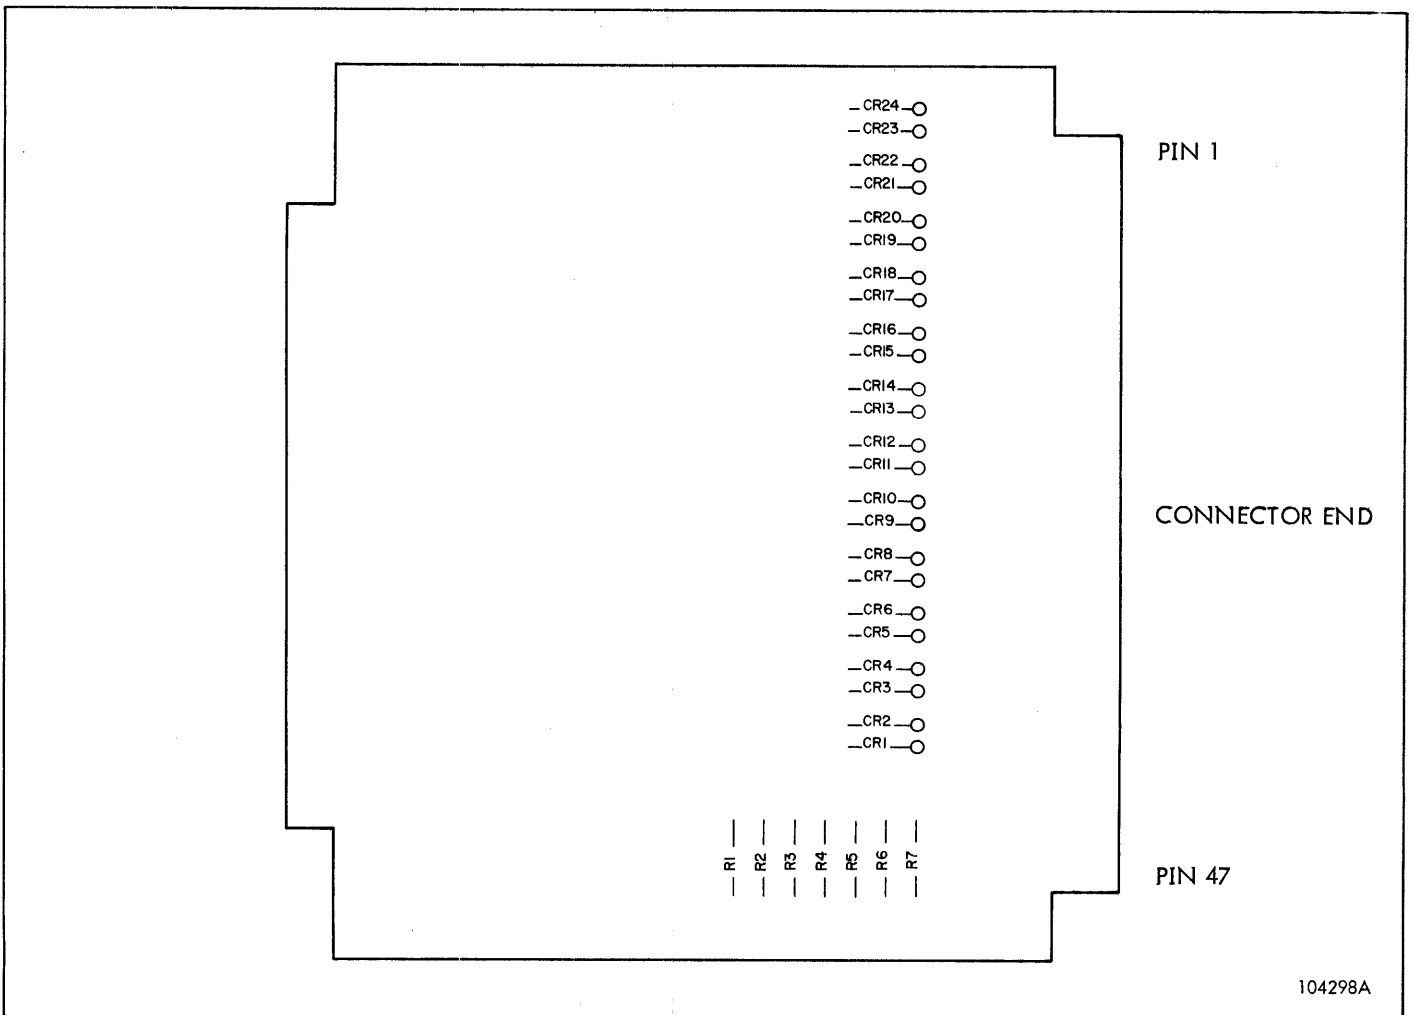 CR24
CR23
PIN 1
CR22
CR21
CR20
CR19
CR18
CR17
CR16
CR15
CR14
CR13
CR12
CR11
CR10
CONNECTOR END
CR9
CR8
CR7
CR6
CR5
CR4
CR3
CR2
CR1
R1 R2 R3 R4 R5 R6 R7
PIN 47
104298A